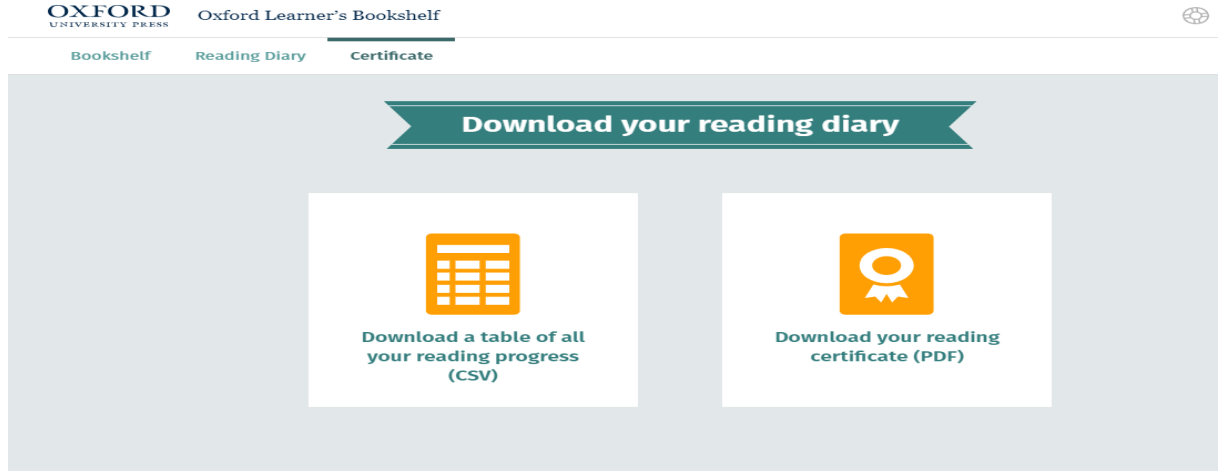 OXFORD
UNIVERSITY PRESS
Oxford Learner's Bookshelf
Bookshelf Reading Diary Certificate
Download your reading diary
Download a table of all
your reading progress
(CSV)
Download your reading
certificate (PDF)